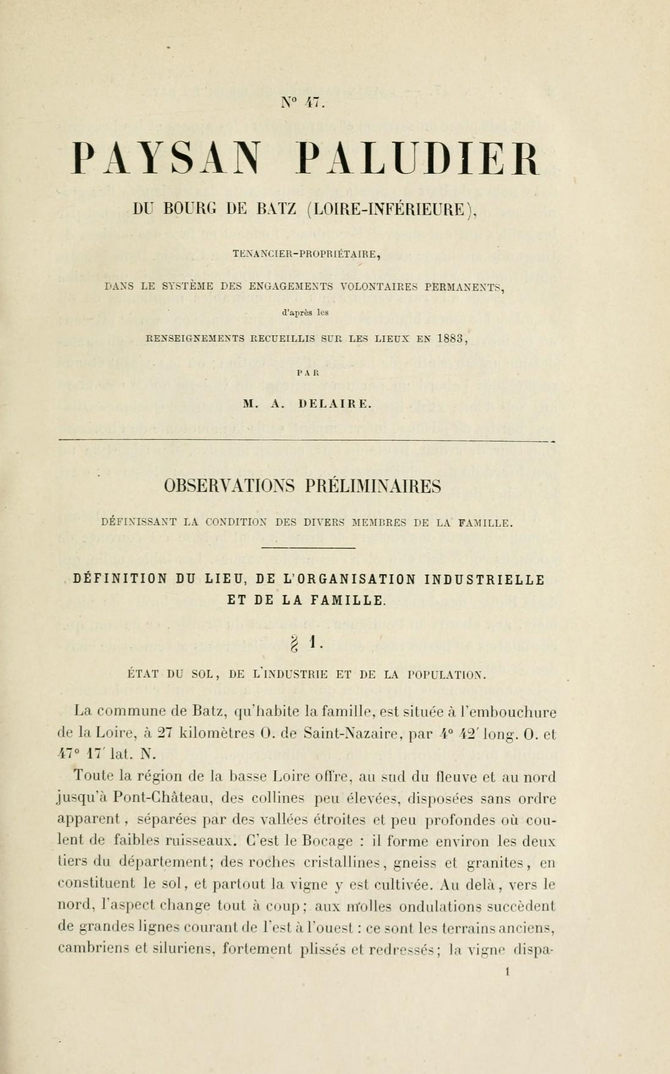 N° 47.
PAYSAN PALUDIER
DU BOURG DE BATZ (LOIRE-INFÉRIEURE),
TENANCIER-PROPRIÉTAIRE,
DANS LE SYSTÈME DES ENGAGEMENTS VOLONTAIRES PERMANENTS,
d'après les
RENSEIGNEMENTS RECUEILLIS SUR LES LIEUX EN 1883,
PAR
M. A. DELAIRE.
OBSERVATIONS PRÉLIMINAIRES
DÉFINISSANT LA CONDITION DES DIVERS MEMBRES DE LA FAMILLE.
DÉFINITION DU LIEU, DE L'ORGANISATION INDUSTRIELLE
ET DE LA FAMILLE.
§ 1.
ÉTAT DU SOL, DE L'INDUSTRIE ET DE LA POPULATION.
La commune de Batz, qu'habite la famille, est située à l'embouchure
de la Loire, à 27 kilomètres O. de Saint-Nazaire, par 4° 42′ long. O. et
47° 17′ lat. N.
Toute la région de la basse Loire offre, au sud du fleuve et au nord
jusqu'à Pont-Château, des collines peu élevées, disposées sans ordre
apparent, séparées par des vallées étroites et peu profondes où cou-
lent de faibles ruisseaux. C'est le Bocage : il forme environ les deux
tiers du département; des roches cristallines, gneiss et granites, en
constituent le sol, et partout la vigne y est cultivée. Au delà, vers le
nord, l'aspect change tout à coup; aux molles ondulations succèdent
de grandes lignes courant de l'est à l'ouest : ce sont les terrains anciens,
cambriens et siluriens, fortement plissés et redressés; la vigne dispa-
1